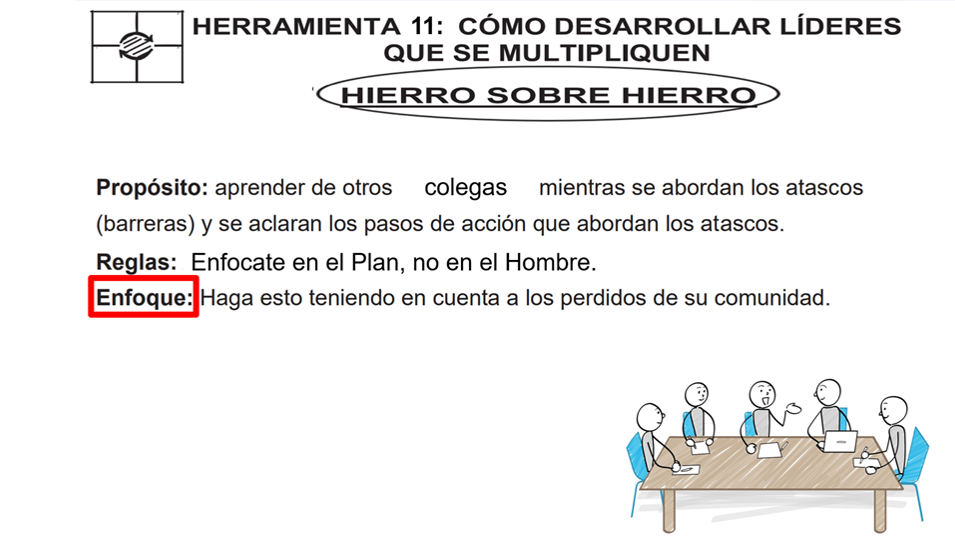 HERRAMIENTA 11: CÓMO DESARROLLAR LÍDERES
QUE SE MULTIPLIQUEN
HIERRO SOBRE HIERRO
Propósito: aprender de otros colegas mientras se abordan los atascos
(barreras) y se aclaran los pasos de acción que abordan los atascos.
Reglas: Enfocate en el Plan, no en el Hombre.
Enfoque: Haga esto teniendo en cuenta a los perdidos de su comunidad.